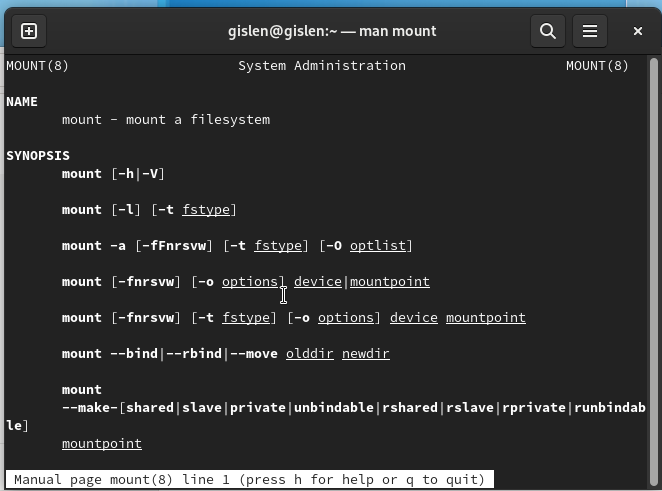 gislen@gislen:~ — man mount
MOUNT(8) System Administration MOUNT(8)
NAME
mount - mount a filesystem
SYNOPSIS
mount [-h|-V]
mount [-l] [-t fstype]
mount -a [-fFnrsvw] [-t fstype] [-O optlist]
mount [-fnrsvw] [-o options] device|mountpoint
mount [-fnrsvw] [-t fstype] [-o options] device mountpoint
mount --bind|--rbind|--move olddir newdir
mount
--make-[shared|slave|private|unbindable|rshared|rslave|rprivate|runbindab
le]
mountpoint
Manual page mount(8) line 1 (press h for help or q to quit)